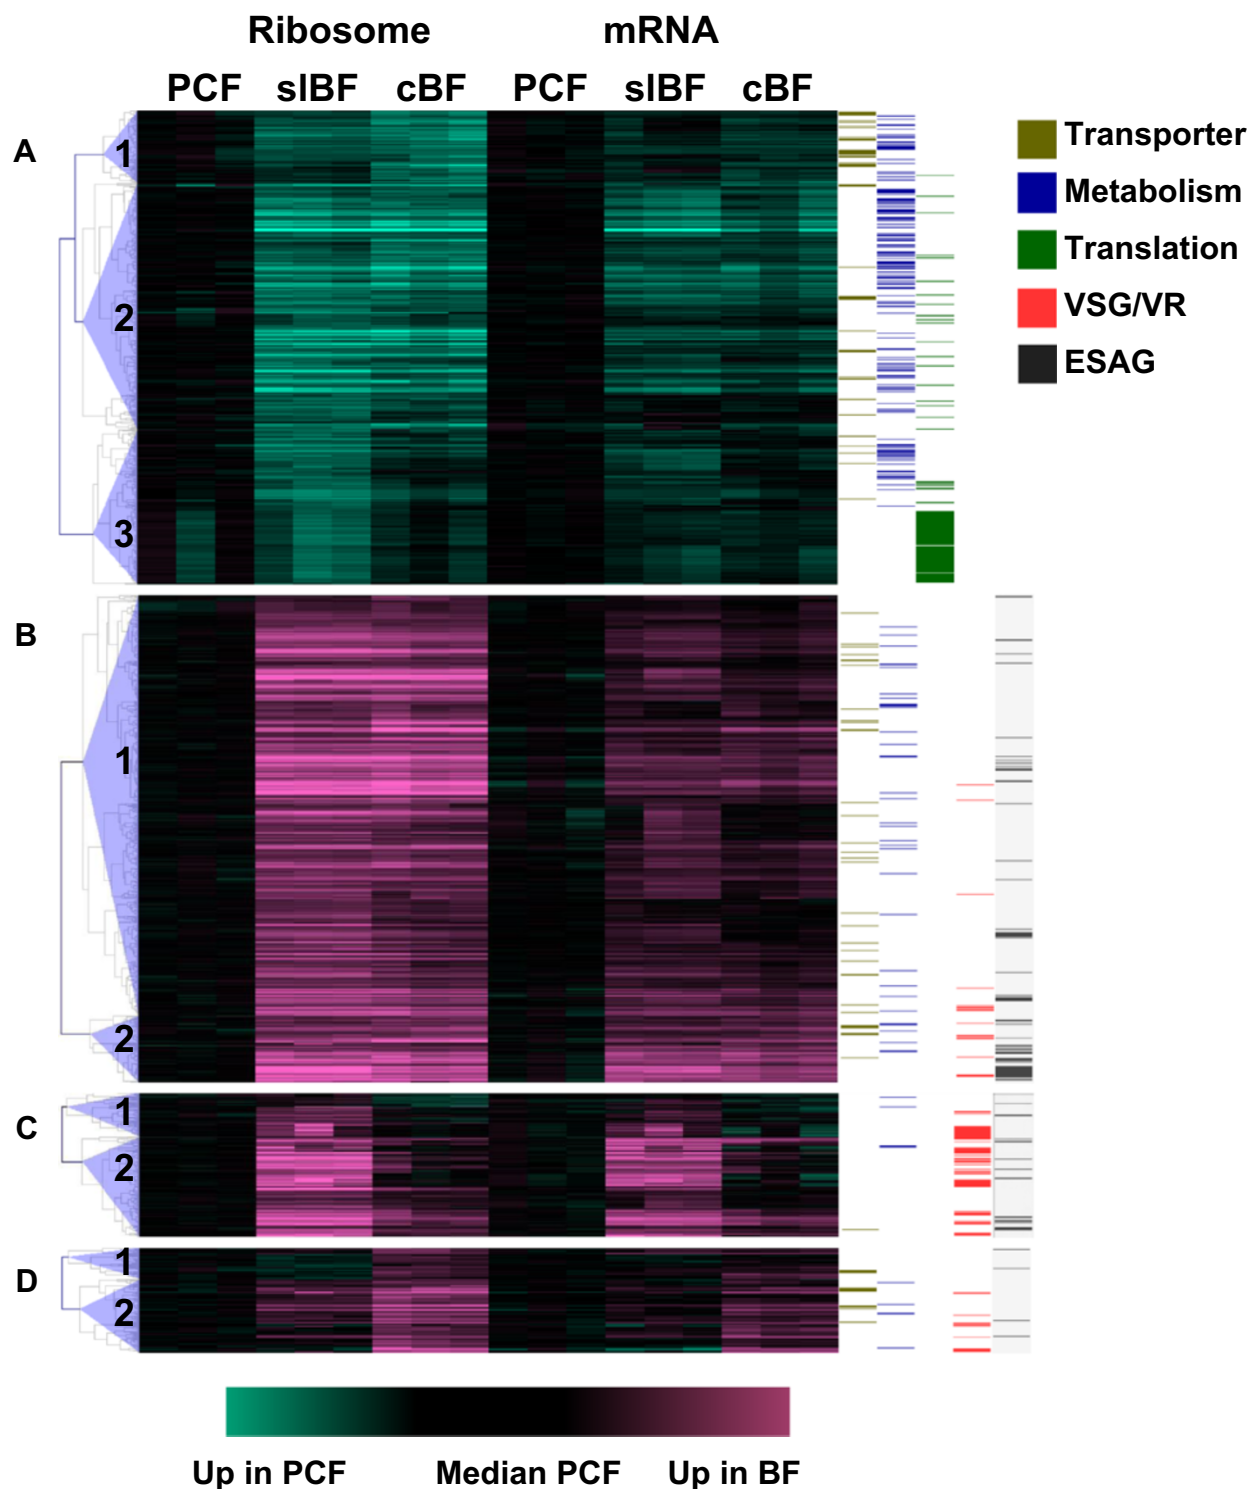 Ribosome mRNA
PCF slBF cBF PCF slBF cBF
A
1
2
3
B
1
2
C
1
2
D
1
2
Transporter
Metabolism
Translation
VSG/VR
ESAG
Up in PCF Median PCF Up in BF